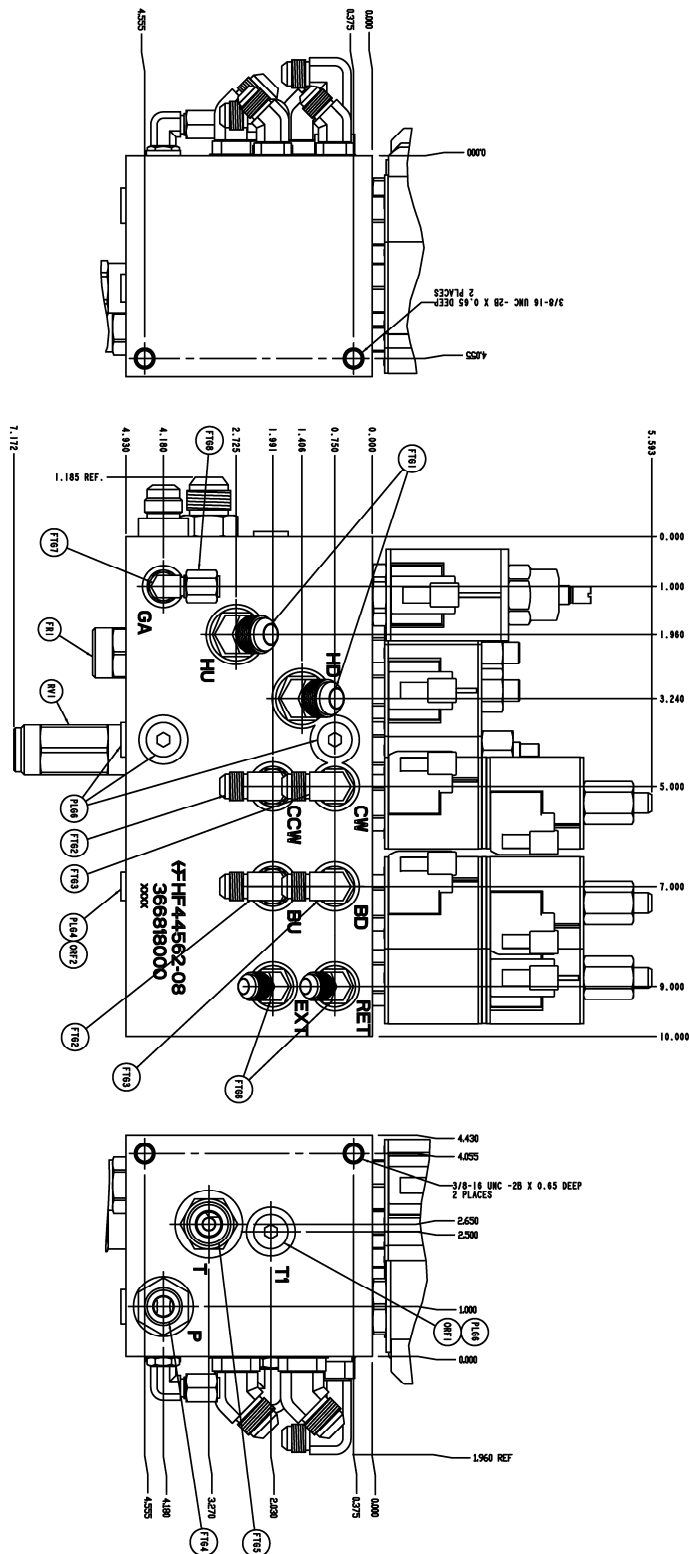 4.555
0.375
0.000
0.000
3/8-16 UNC -2B X 0.65 DEEP
2 PLACES
4.055
7.172
4.930
4.180
2.725
1.991
1.406
0.750
0.000
5.593
FTG8
FTG1
1.185 REF.
0.000
FTG7
1.000
GA
FR1
HU
1.960
HD
RV1
3.240
PLG6
CCW
CW
5.000
FTG2
FTG3
HF44562-08
366818000
XXXX
BU
BD
7.000
PLG4
ORF2
EXT
RET
9.000
FTG2
10.000
FTG3
FTG6
4.430
4.055
3/8-16 UNC -2B X 0.65 DEEP
2 PLACES
2.650
2.500
T
T1
1.000
P
ORF1
PLG6
0.000
1.960 REF
4.555
4.180
3.270
2.030
0.375
0.000
FTG4
FTG5